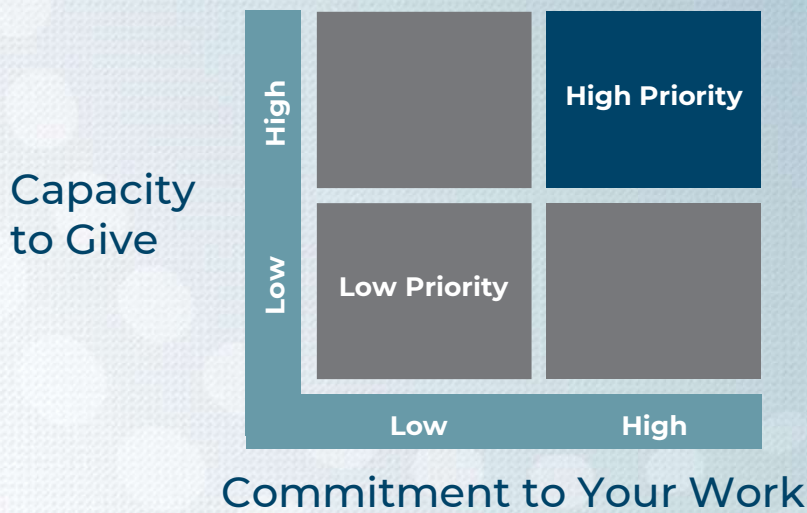 High
High Priority
Capacity
to Give
Low
Low Priority
Low
High
Commitment to Your Work